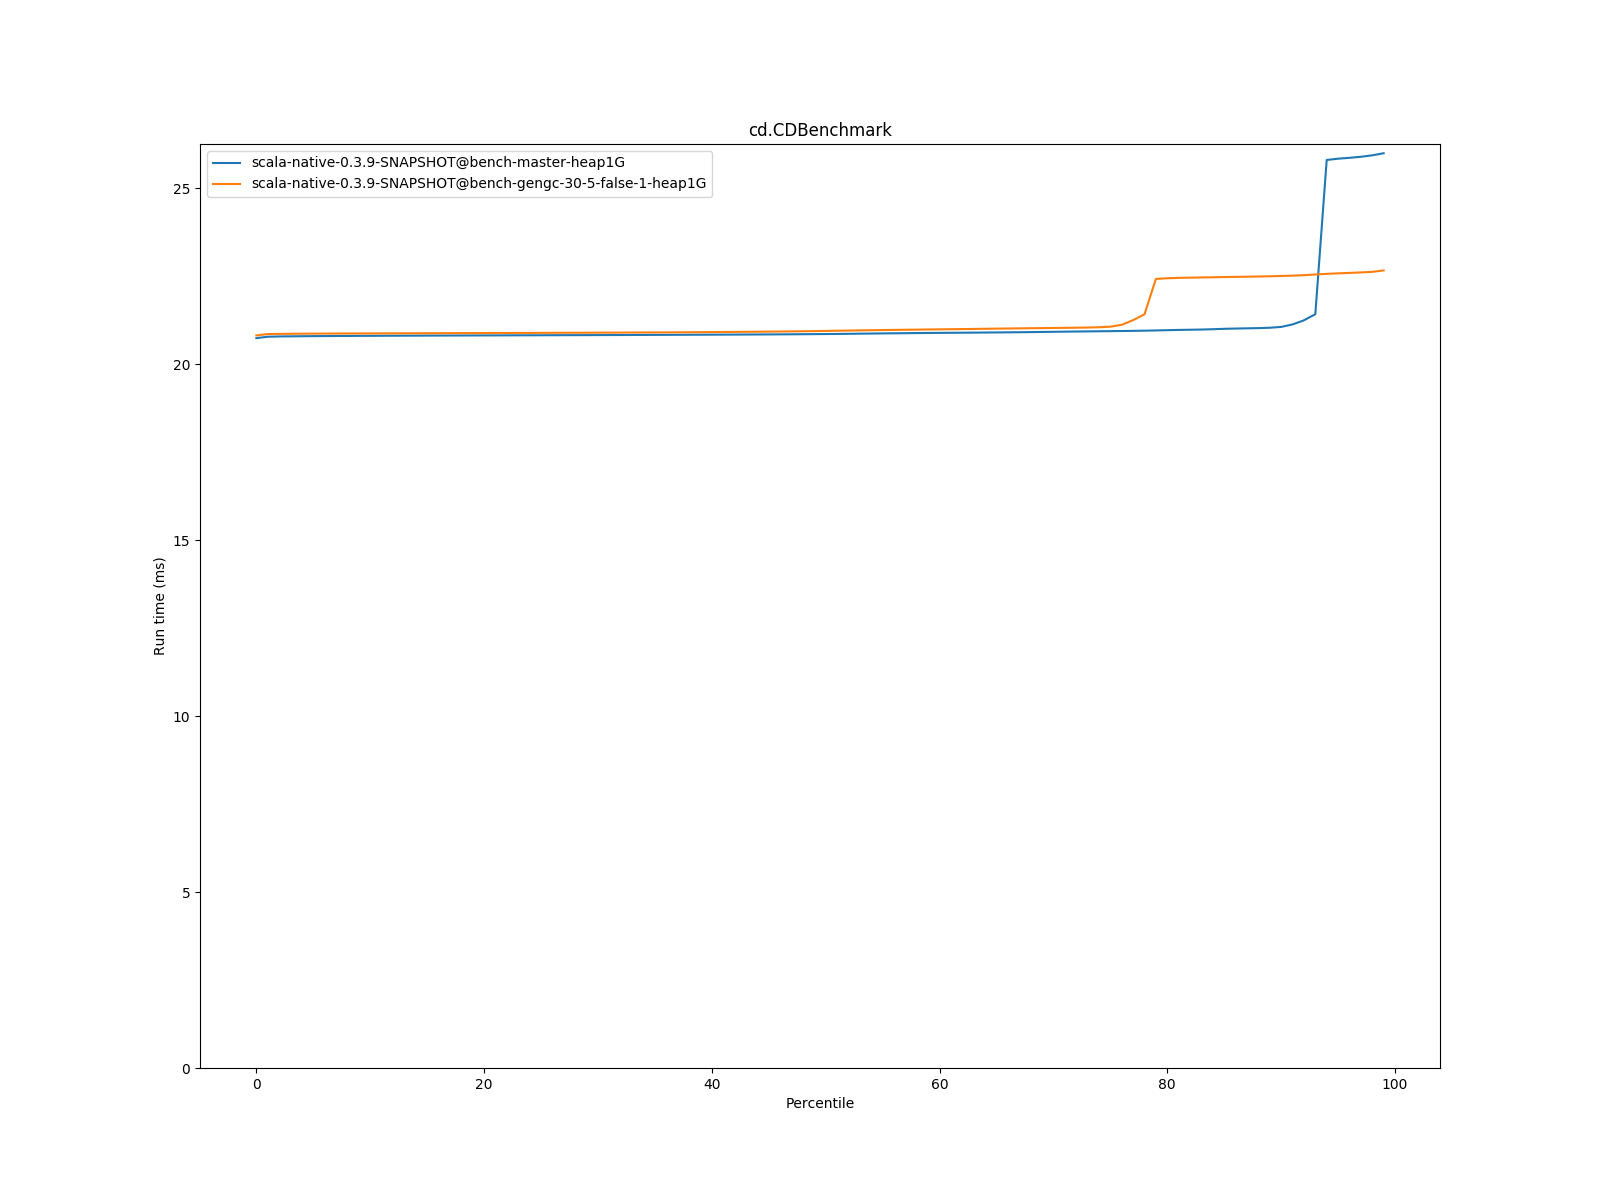 cd.CDBenchmark
scala-native-0.3.9-SNAPSHOT@bench-master-heap1G
scala-native-0.3.9-SNAPSHOT@bench-gengc-30-5-false-1-heap1G
25
20
15
10
5
0
Run time (ms)
0 20 40 60 80 100
Percentile